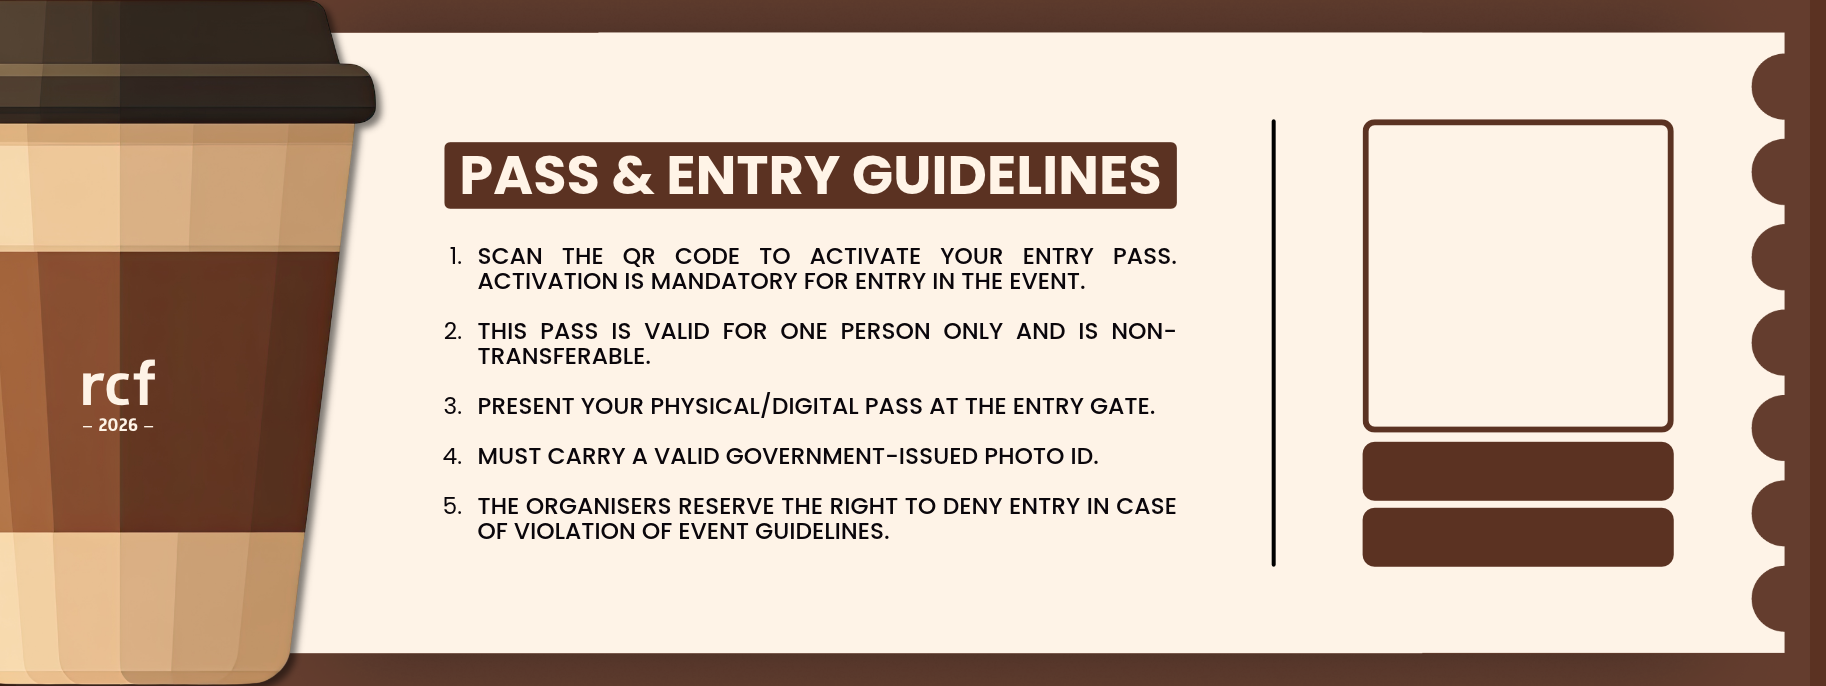 PASS & ENTRY GUIDELINES
1. SCAN THE QR CODE TO ACTIVATE YOUR ENTRY PASS.
ACTIVATION IS MANDATORY FOR ENTRY IN THE EVENT.
2. THIS PASS IS VALID FOR ONE PERSON ONLY AND IS NON-
TRANSFERABLE.
3. PRESENT YOUR PHYSICAL/DIGITAL PASS AT THE ENTRY GATE.
4. MUST CARRY A VALID GOVERNMENT-ISSUED PHOTO ID.
5. THE ORGANISERS RESERVE THE RIGHT TO DENY ENTRY IN CASE
OF VIOLATION OF EVENT GUIDELINES.
rcf
– 2026 –